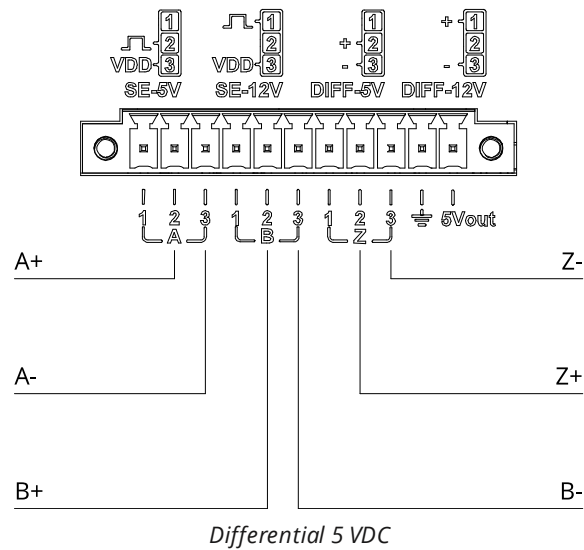 1 1 1 + 1
2 2 + 2 2
VDD 3 VDD 3 - 3 - 3
SE-5V SE-12V DIFF-5V DIFF-12V
1 2 3 1 2 3 1 2 3 5Vout
A B Z
A+ Z-
A- Z+
B+ B-
Differential 5 VDC